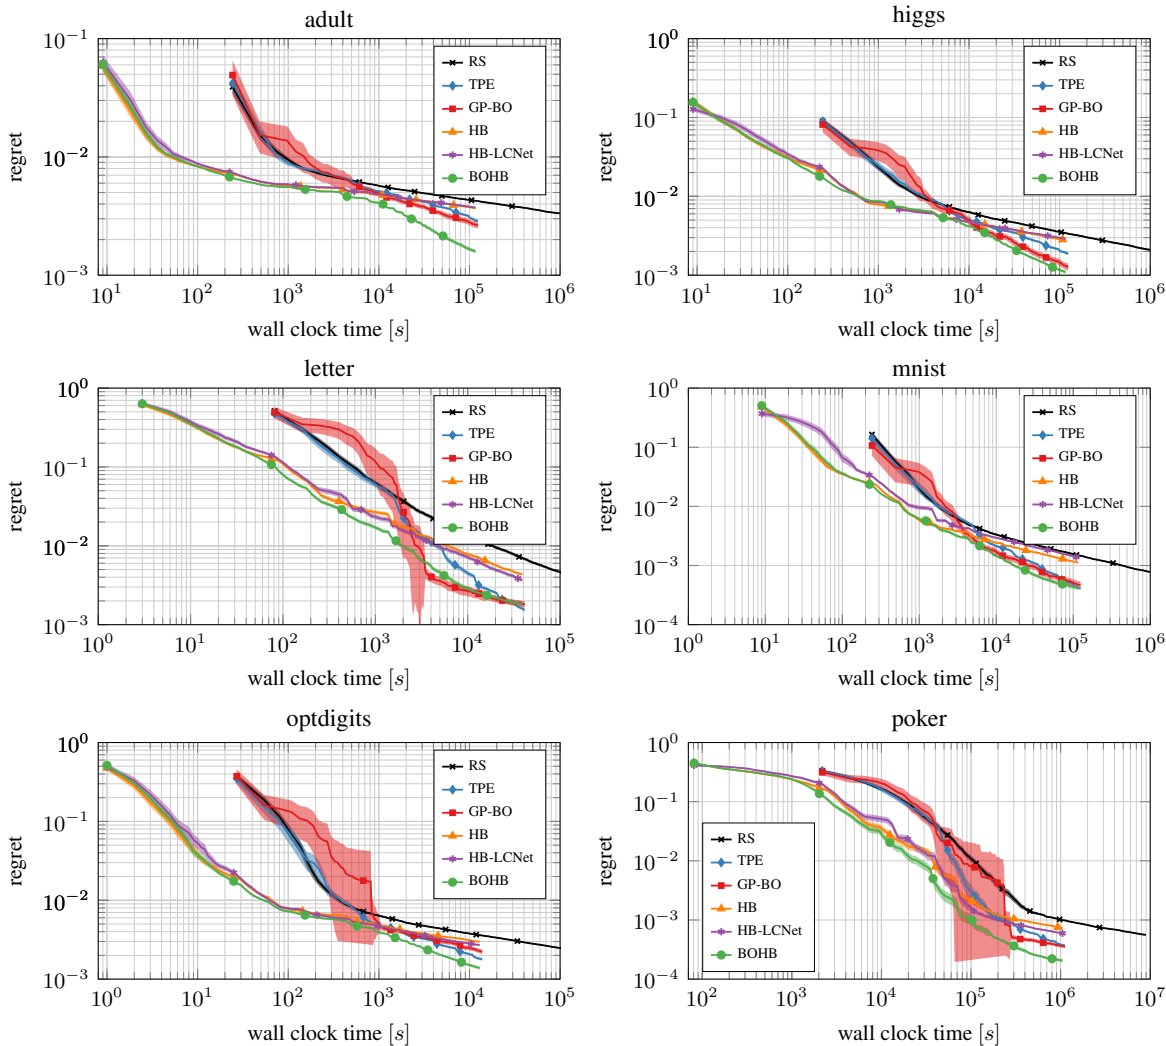 adult
10^-1
10^-2
10^-3
regret
10^1 10^2 10^3 10^4 10^5 10^6
wall clock time [s]
RS
TPE
GP-BO
HB
HB-LCNet
BOHB
higgs
10^0
10^-1
10^-2
10^-3
regret
10^1 10^2 10^3 10^4 10^5 10^6
wall clock time [s]
RS
TPE
GP-BO
HB
HB-LCNet
BOHB
letter
10^0
10^-1
10^-2
10^-3
regret
10^0 10^1 10^2 10^3 10^4 10^5
wall clock time [s]
RS
TPE
GP-BO
HB
HB-LCNet
BOHB
mnist
10^0
10^-1
10^-2
10^-3
10^-4
regret
10^0 10^1 10^2 10^3 10^4 10^5 10^6
wall clock time [s]
RS
TPE
GP-BO
HB
HB-LCNet
BOHB
optdigits
10^0
10^-1
10^-2
10^-3
regret
10^0 10^1 10^2 10^3 10^4 10^5
wall clock time [s]
RS
TPE
GP-BO
HB
HB-LCNet
BOHB
poker
10^0
10^-1
10^-2
10^-3
10^-4
regret
10^2 10^3 10^4 10^5 10^6 10^7
wall clock time [s]
RS
TPE
GP-BO
HB
HB-LCNet
BOHB